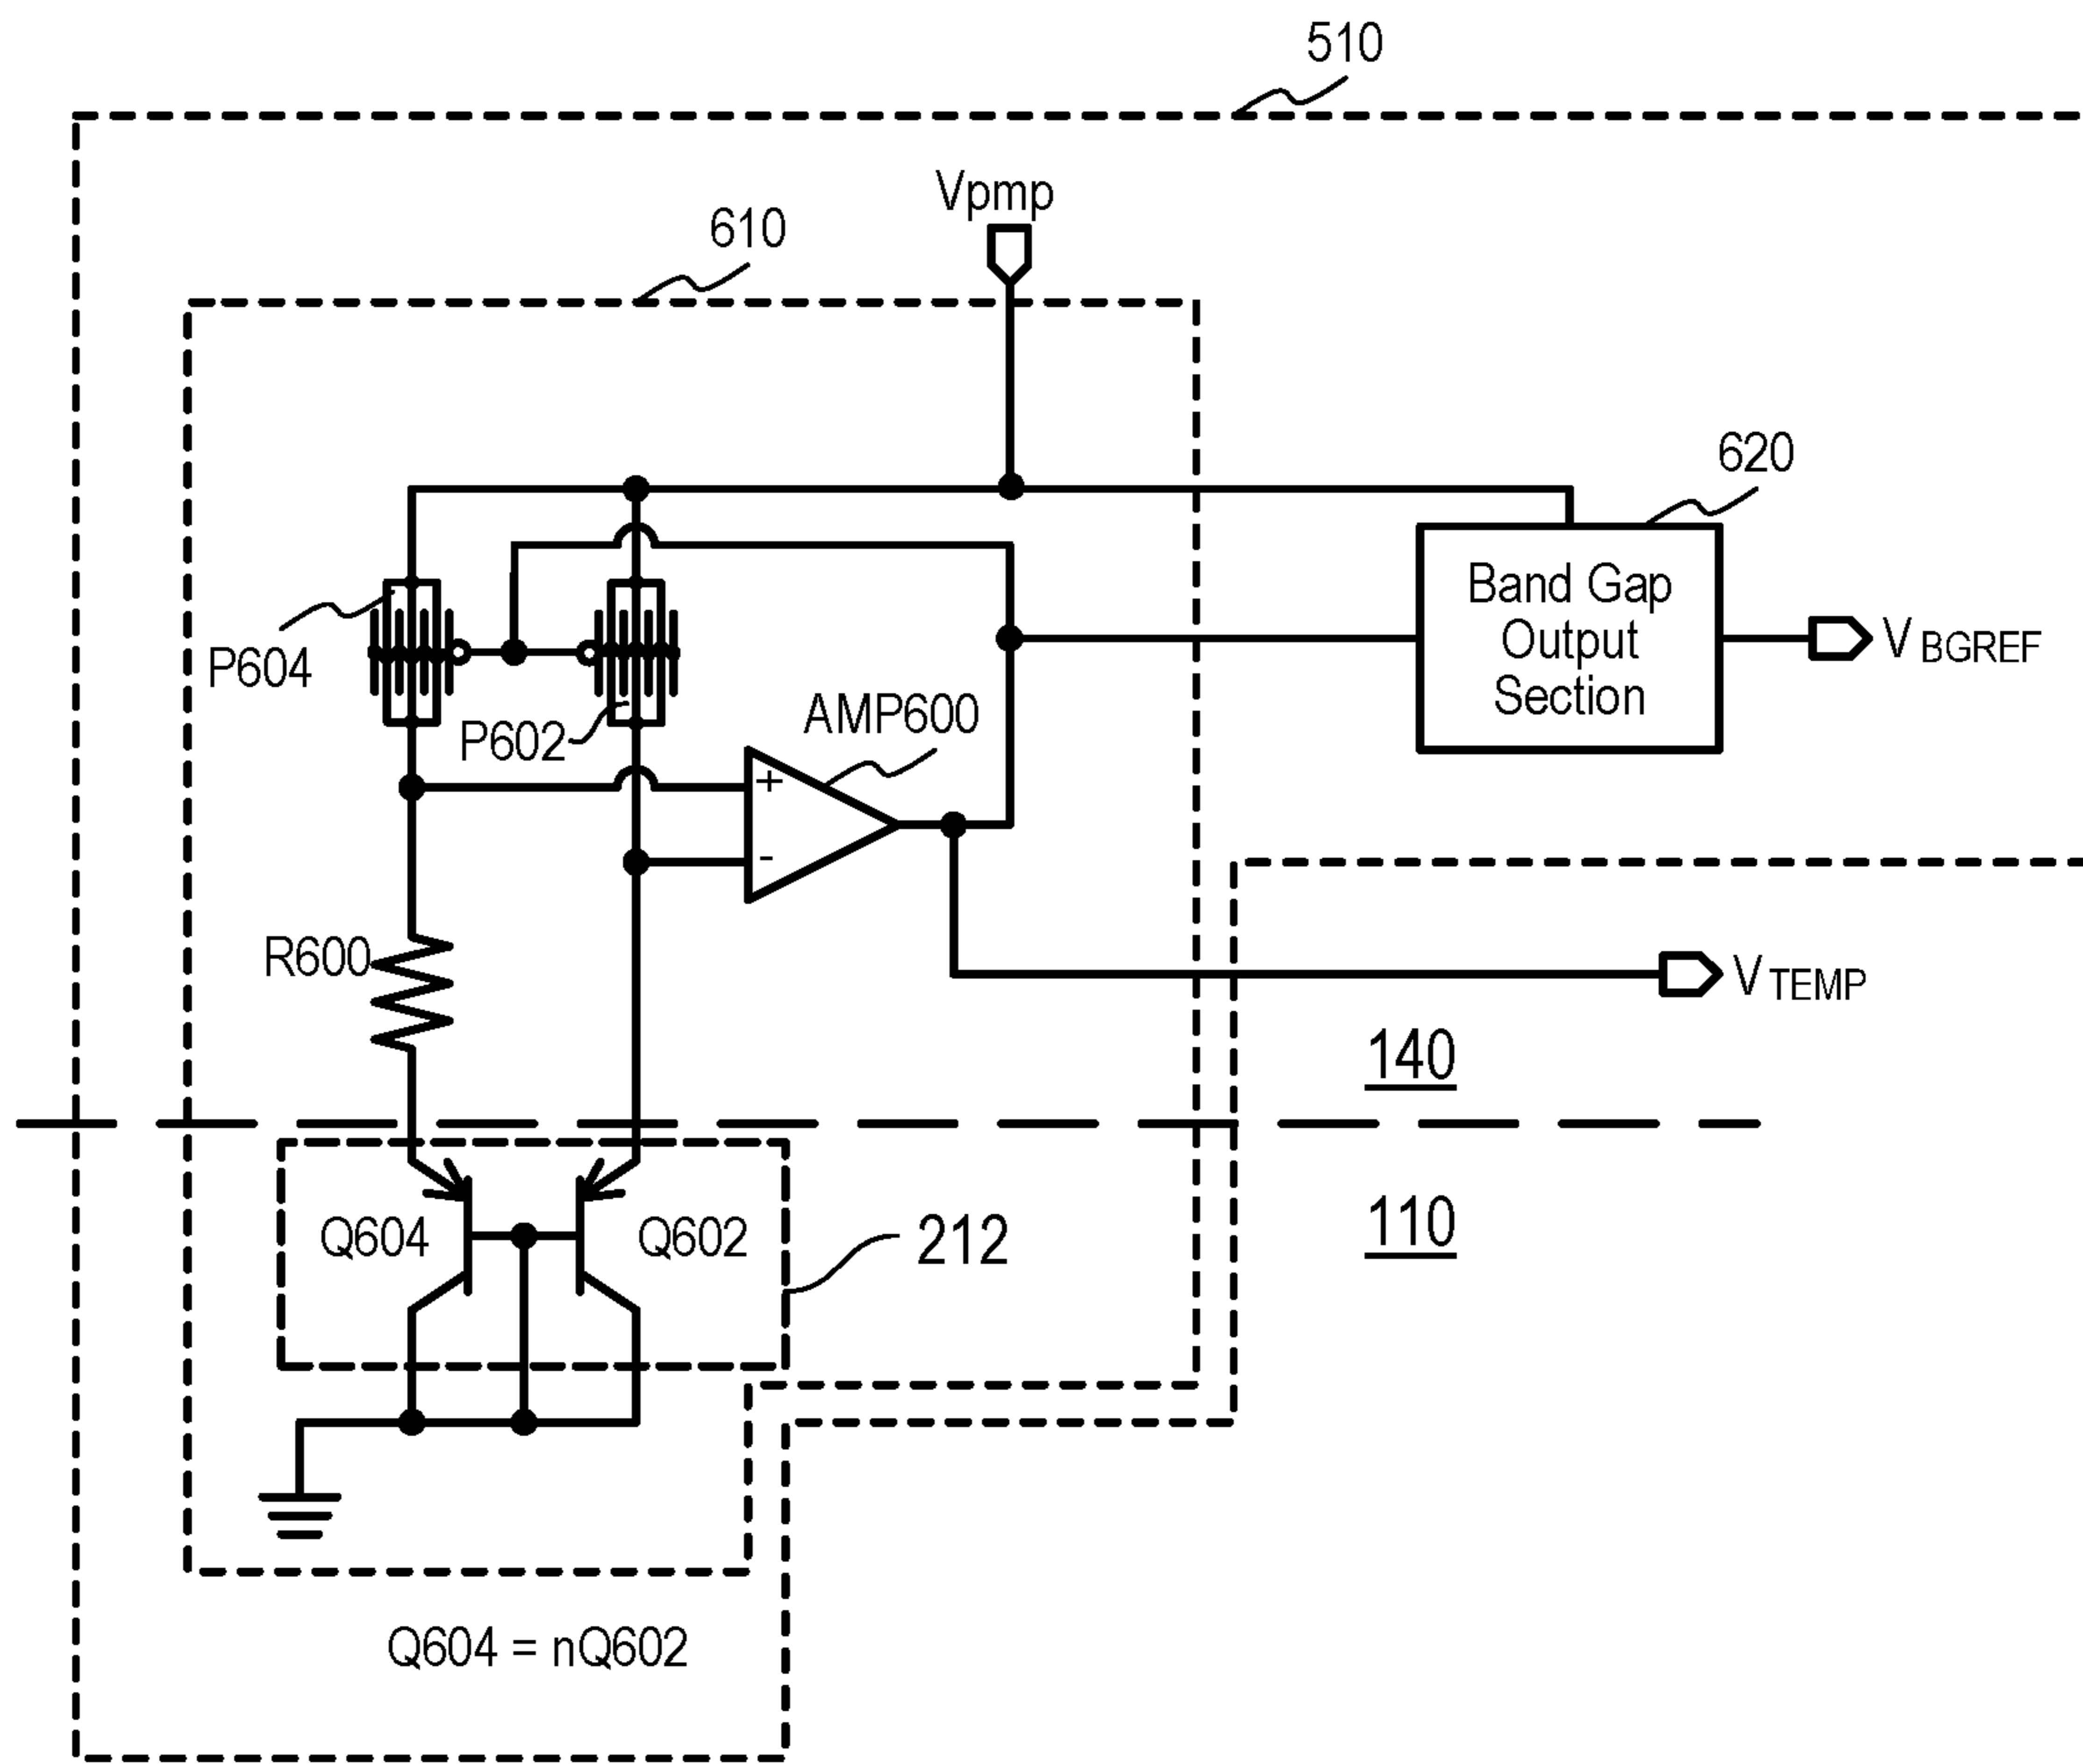 510
Vpmp
610
620
Band Gap
Output
Section
V BGREF
P604
P602
AMP600
+
-
R600
V TEMP
140
110
Q604
Q602
212
Q604 = nQ602